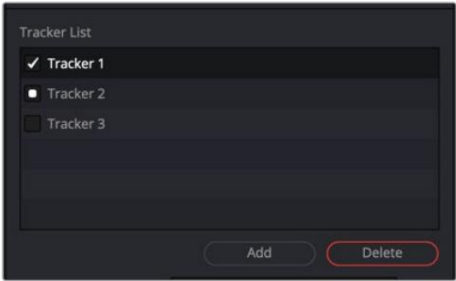 Tracker List
Tracker 1
Tracker 2
Tracker 3
Add Delete